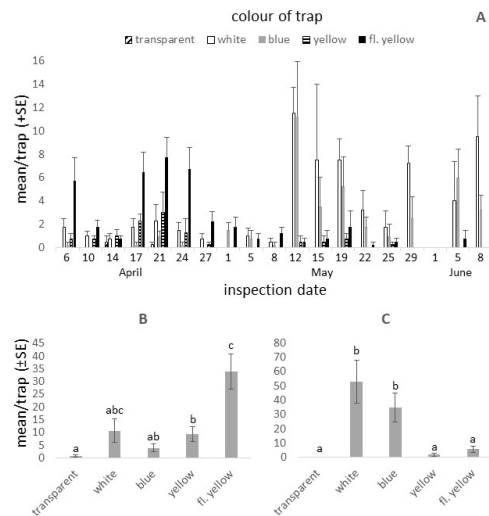 colour of trap
A
transparent white blue yellow fl. yellow
mean/trap (+SE)
16
14
12
10
8
6
4
2
0
6 10 14 17 21 24 27 1 5 8 12 15 19 22 25 29 1 5 8
April May June
inspection date
B
mean/trap (±SE)
45
40
35
30
25
20
15
10
5
0
a abc ab b c
transparent white blue yellow fl. yellow
C
80
70
60
50
40
30
20
10
0
a b b a a
transparent white blue yellow fl. yellow